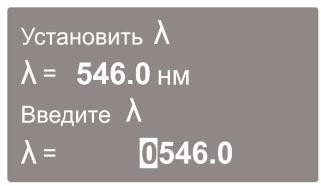 Установить λ
λ = 546.0 нм
Введите λ
λ = 0546.0